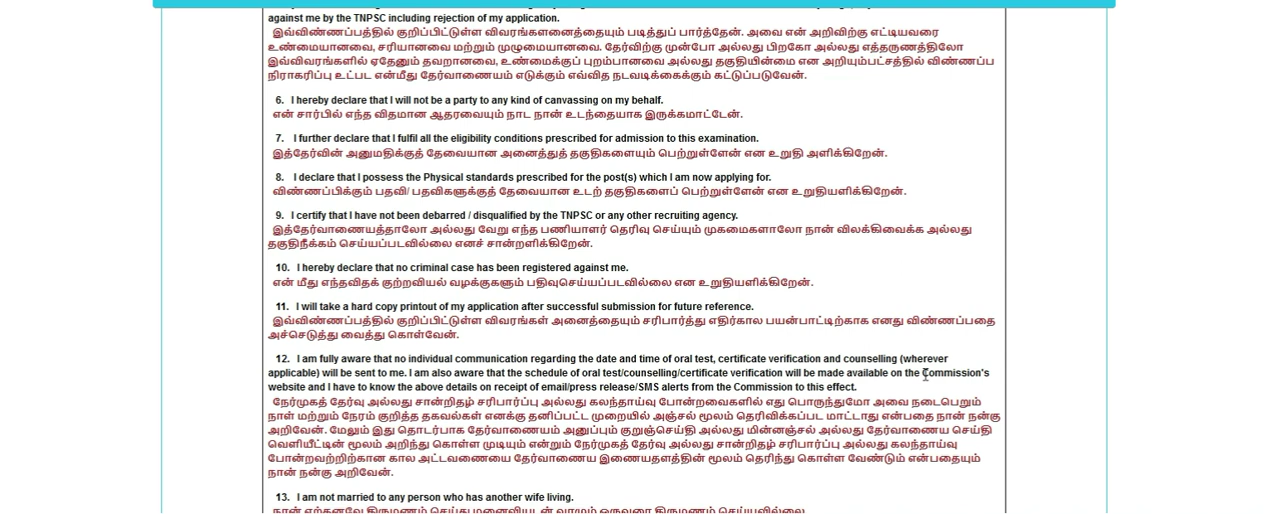 against me by the TNPSC including rejection of my application.
இவ்விண்ணப்பத்தில் குறிப்பிட்டுள்ள விவரங்களனைத்தையும் படித்துப் பார்த்தேன். அவை என் அறிவிற்கு எட்டியவரை
உண்மையானவை, சரியானவை மற்றும் முழுமையானவை. தேர்விற்கு முன்போ அல்லது பிறகோ அல்லது எத்தருணத்திலோ
இவ்விவரங்களில் ஏதேனும் தவறானவை, உண்மைக்குப் புறம்பானவை அல்லது தகுதியின்மை என அறியும்பட்சத்தில் விண்ணப்ப
நிராகரிப்பு உட்பட என்மீது தேர்வாணையம் எடுக்கும் எவ்வித நடவடிக்கைக்கும் கட்டுப்படுவேன்.
6. I hereby declare that I will not be a party to any kind of canvassing on my behalf.
என் சார்பில் எந்த விதமான ஆதரவையும் நாட நான் உடந்தையாக இருக்கமாட்டேன்.
7. I further declare that I fulfil all the eligibility conditions prescribed for admission to this examination.
இத்தேர்வின் அனுமதிக்குத் தேவையான அனைத்துத் தகுதிகளையும் பெற்றுள்ளேன் என உறுதி அளிக்கிறேன்.
8. I declare that I possess the Physical standards prescribed for the post(s) which I am now applying for.
விண்ணப்பிக்கும் பதவி/ பதவிகளுக்குத் தேவையான உடற் தகுதிகளைப் பெற்றுள்ளேன் என உறுதியளிக்கிறேன்.
9. I certify that I have not been debarred / disqualified by the TNPSC or any other recruiting agency.
இத்தேர்வாணையத்தாலோ அல்லது வேறு எந்த பணியாளர் தெரிவு செய்யும் முகமைகளாலோ நான் விலக்கிவைக்க அல்லது
தகுதிநீக்கம் செய்யப்படவில்லை எனச் சான்றளிக்கிறேன்.
10. I hereby declare that no criminal case has been registered against me.
என் மீது எந்தவிதக் குற்றவியல் வழக்குகளும் பதிவுசெய்யப்படவில்லை என உறுதியளிக்கிறேன்.
11. I will take a hard copy printout of my application after successful submission for future reference.
இவ்விண்ணப்பத்தில் குறிப்பிட்டுள்ள விவரங்கள் அனைத்தையும் சரிபார்த்து எதிர்கால பயன்பாட்டிற்காக எனது விண்ணப்பதை
அச்செடுத்து வைத்து கொள்வேன்.
12. I am fully aware that no individual communication regarding the date and time of oral test, certificate verification and counselling (wherever
applicable) will be sent to me. I am also aware that the schedule of oral test/counselling/certificate verification will be made available on the Commission's
website and I have to know the above details on receipt of email/press release/SMS alerts from the Commission to this effect.
நேர்முகத் தேர்வு அல்லது சான்றிதழ் சரிபார்ப்பு அல்லது கலந்தாய்வு போன்றவைகளில் எது பொருந்துமோ அவை நடைபெறும்
நாள் மற்றும் நேரம் குறித்த தகவல்கள் எனக்கு தனிப்பட்ட முறையில் அஞ்சல் மூலம் தெரிவிக்கப்பட மாட்டாது என்பதை நான் நன்கு
அறிவேன். மேலும் இது தொடர்பாக தேர்வாணையம் அனுப்பும் குறுஞ்செய்தி அல்லது மின்னஞ்சல் அல்லது தேர்வாணைய செய்தி
வெளியீட்டின் மூலம் அறிந்து கொள்ள முடியும் என்றும் நேர்முகத் தேர்வு அல்லது சான்றிதழ் சரிபார்ப்பு அல்லது கலந்தாய்வு
போன்றவற்றிற்கான கால அட்டவணையை தேர்வாணைய இணையதளத்தின் மூலம் தெரிந்து கொள்ள வேண்டும் என்பதையும்
நான் நன்கு அறிவேன்.
13. I am not married to any person who has another wife living.